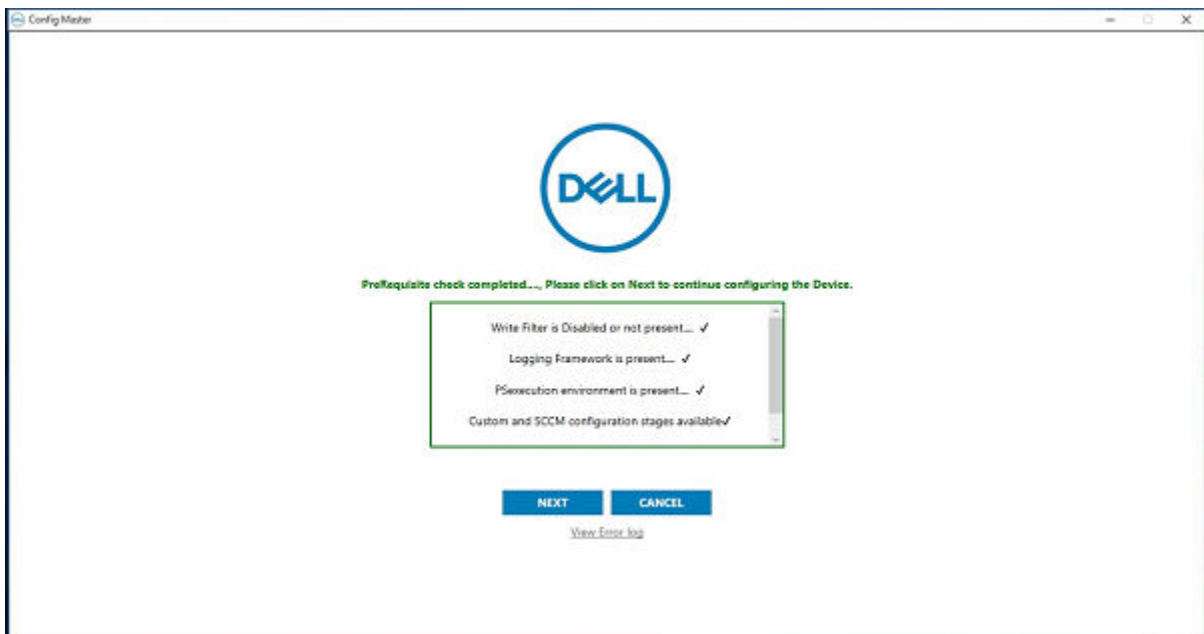 Config Master
DELL
PreRequisite check completed...., Please click on Next to continue configuring the Device.
Write Filter is Disabled or not present.... ✓
Logging Framework is present.... ✓
PSexecution environment is present.... ✓
Custom and SCCM configuration stages available✓
NEXT
CANCEL
View Error log